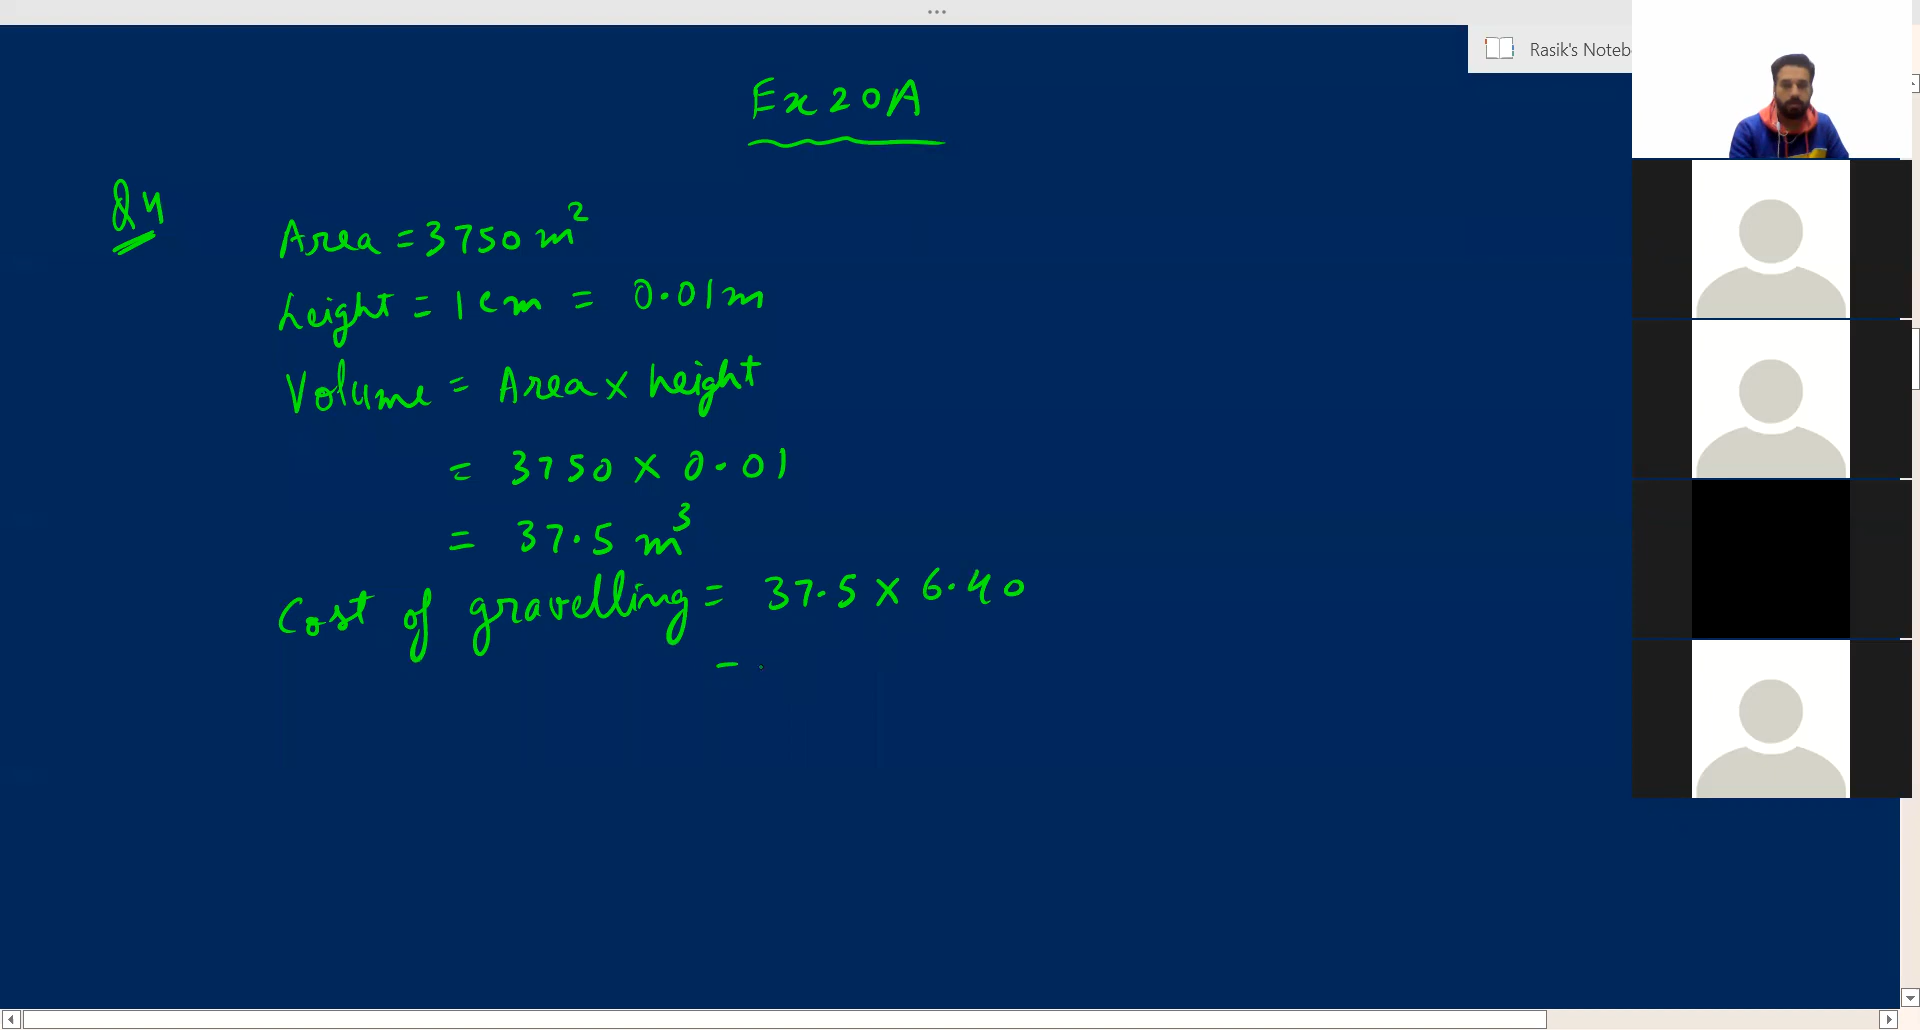 Rasik's Noteb
Ex 20A
Q4
Area = 3750 m²
height = 1 cm = 0.01 m
Volume = Area x height
= 3750 x 0.01
= 37.5 m³
Cost of gravelling = 37.5 x 6.40
=